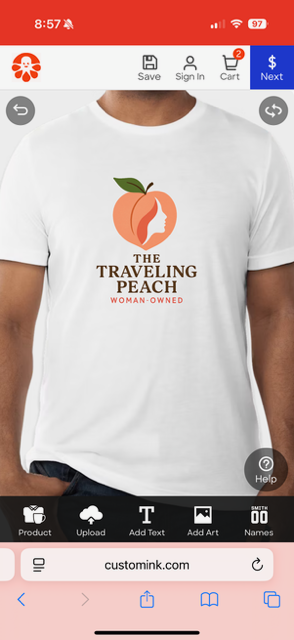 8:57
97
Save
Sign In
2
Cart
$
Next
THE
TRAVELING
PEACH
WOMAN-OWNED
?
Help
Product
Upload
T
Add Text
Add Art
SMITH
00
Names
customink.com